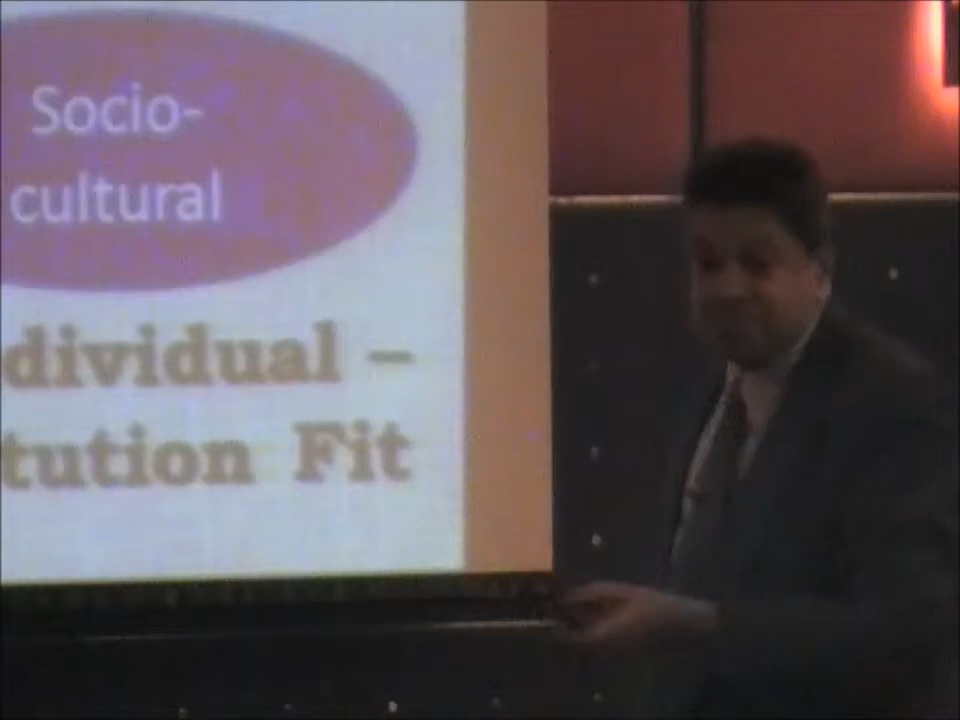 Socio-
cultural
dividual –
tution Fit